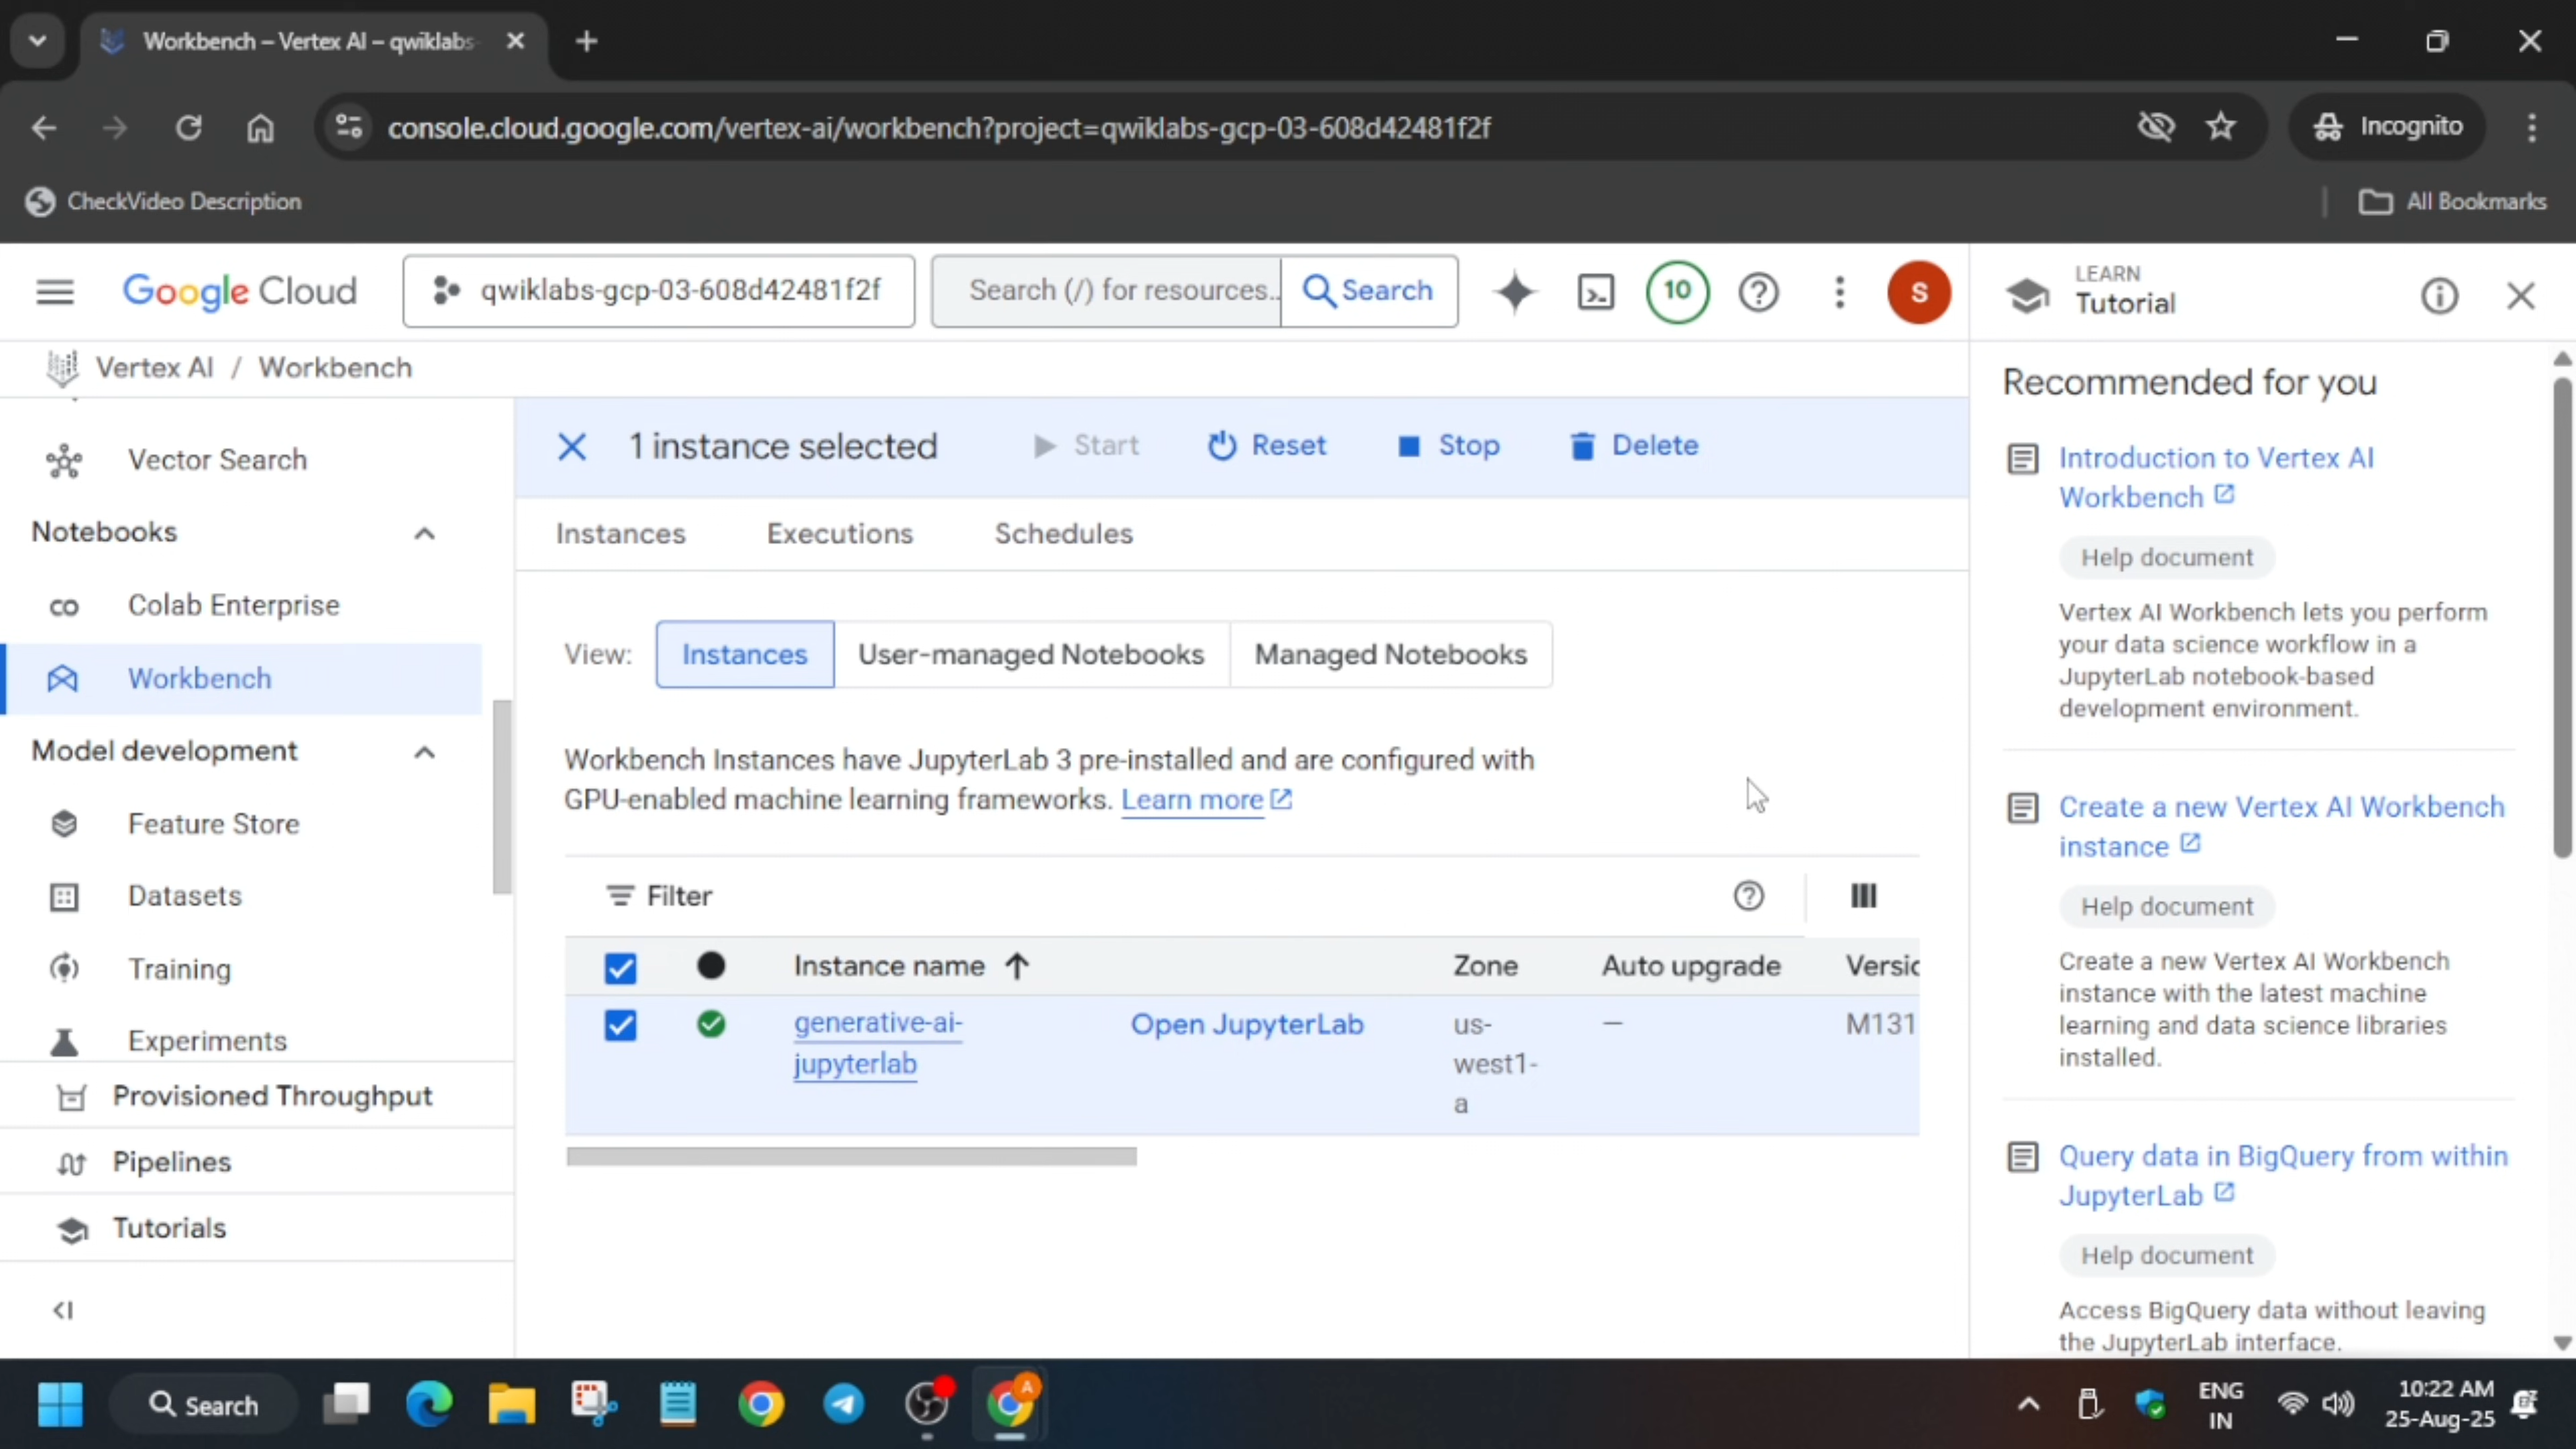 Workbench – Vertex AI – qwiklabs-
console.cloud.google.com/vertex-ai/workbench?project=qwiklabs-gcp-03-608d42481f2f
Incognito
CheckVideo Description
All Bookmarks
Google Cloud
qwiklabs-gcp-03-608d42481f2f
Search (/) for resources..
Search
10
S
LEARN
Tutorial
Vertex AI / Workbench
Vector Search
Notebooks
Colab Enterprise
Workbench
Model development
Feature Store
Datasets
Training
Experiments
Provisioned Throughput
Pipelines
Tutorials
1 instance selected
Start
Reset
Stop
Delete
Instances
Executions
Schedules
View:
Instances
User-managed Notebooks
Managed Notebooks
Workbench Instances have JupyterLab 3 pre-installed and are configured with
GPU-enabled machine learning frameworks. Learn more
Filter
Instance name
Zone
Auto upgrade
Versic
generative-ai-
jupyterlab
Open JupyterLab
us-
west1-
a
—
M131
Recommended for you
Introduction to Vertex AI
Workbench
Help document
Vertex AI Workbench lets you perform
your data science workflow in a
JupyterLab notebook-based
development environment.
Create a new Vertex AI Workbench
instance
Help document
Create a new Vertex AI Workbench
instance with the latest machine
learning and data science libraries
installed.
Query data in BigQuery from within
JupyterLab
Help document
Access BigQuery data without leaving
the JupyterLab interface.
Search
A
ENG
IN
10:22 AM
25-Aug-25